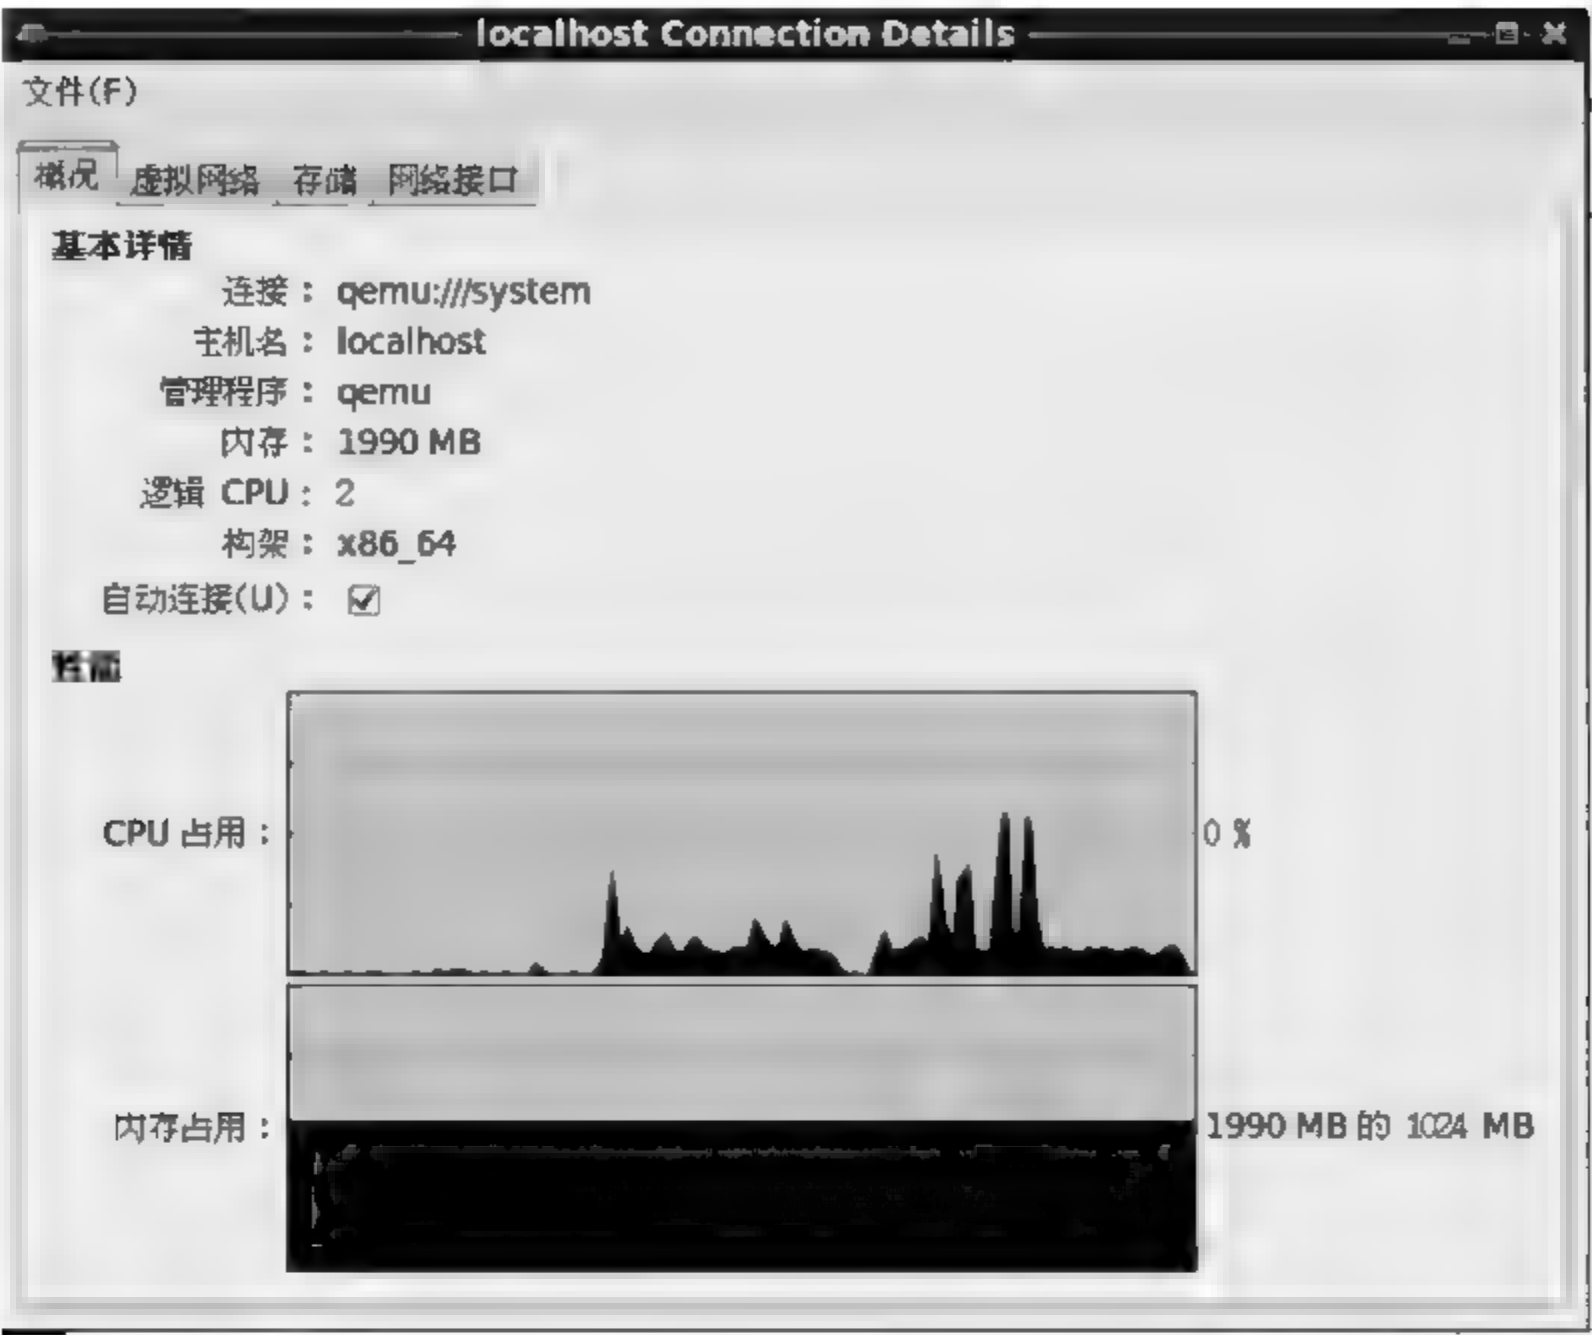 localhost Connection Details
文件(F)
概况 虚拟网络 存储 网络接口
基本详情
连接： qemu:///system
主机名： localhost
管理程序： qemu
内存： 1990 MB
逻辑 CPU： 2
构架： x86_64
自动连接(U)：
性能
CPU 占用： 0 %
内存占用： 1990 MB 的 1024 MB